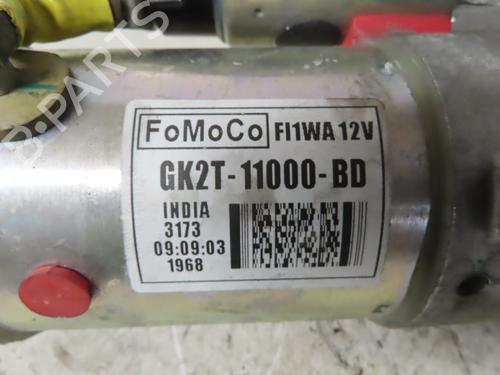 B-PARTS
FoMoCo FI1WA 12V
GK2T-11000-BD
INDIA
3173
09:09:03
1968